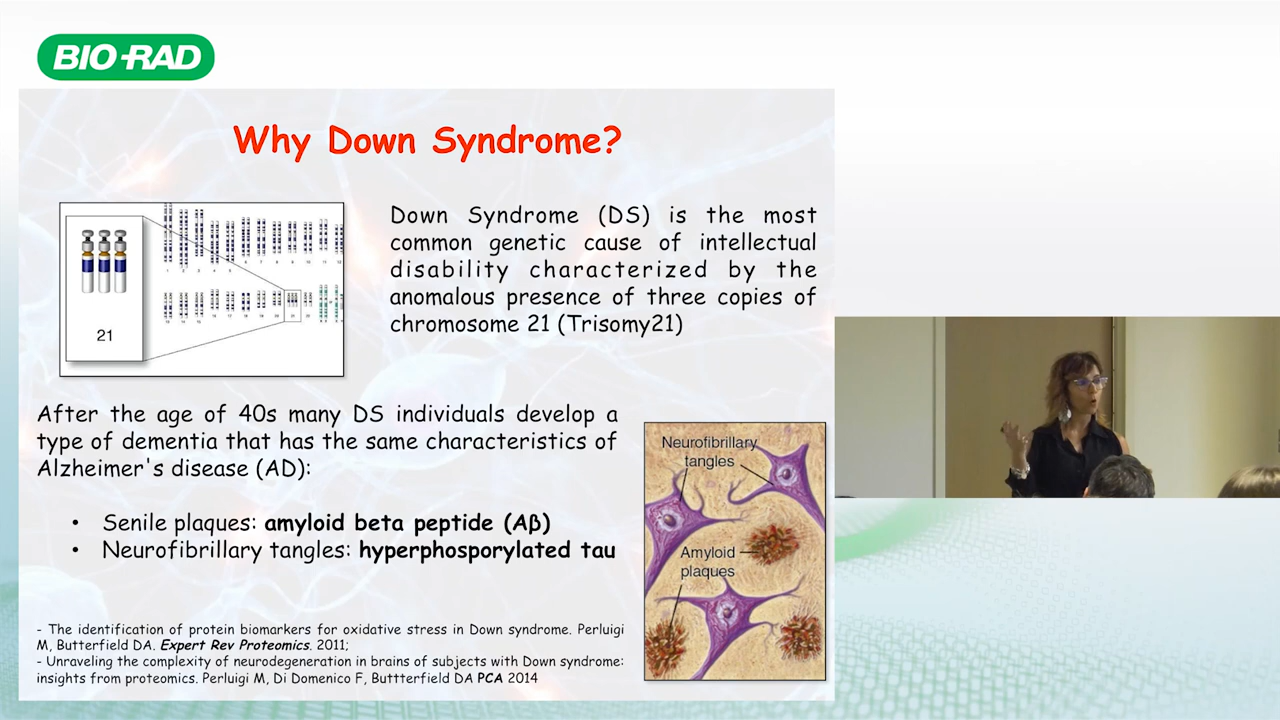 BIO-RAD
Why Down Syndrome?
21
Down Syndrome (DS) is the most
common genetic cause of intellectual
disability characterized by the
anomalous presence of three copies of
chromosome 21 (Trisomy21)
After the age of 40s many DS individuals develop a
type of dementia that has the same characteristics of
Alzheimer's disease (AD):
• Senile plaques: amyloid beta peptide (Aβ)
• Neurofibrillary tangles: hyperphosporylated tau
Neurofibrillary
tangles
Amyloid
plaques
- The identification of protein biomarkers for oxidative stress in Down syndrome. Perluigi
M, Butterfield DA. Expert Rev Proteomics. 2011;
- Unraveling the complexity of neurodegeneration in brains of subjects with Down syndrome:
insights from proteomics. Perluigi M, Di Domenico F, Buttterfield DA PCA 2014